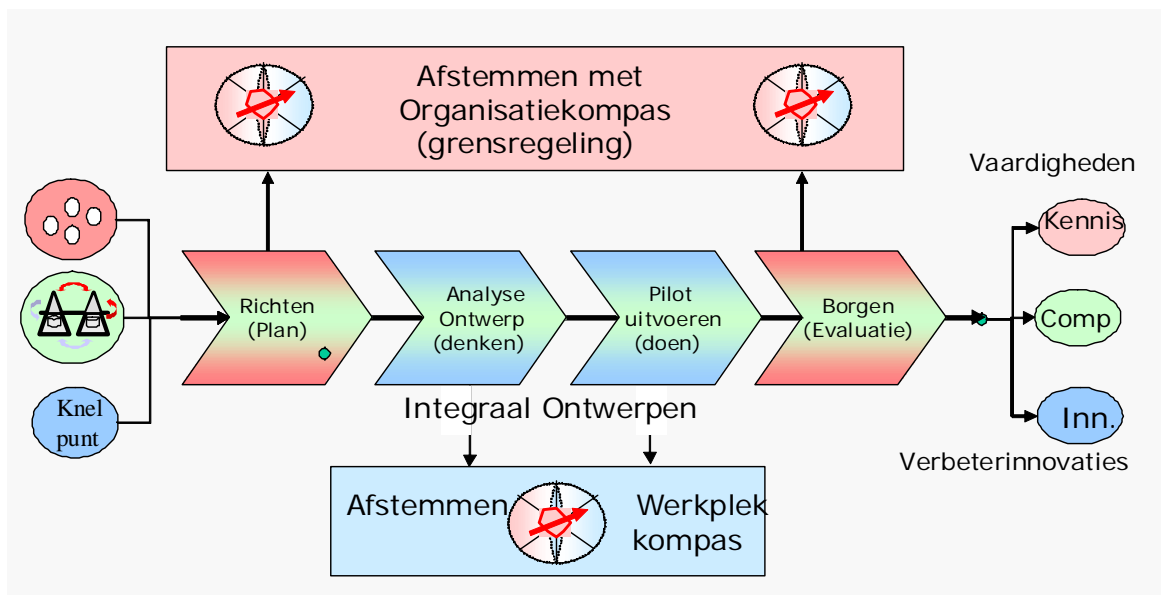 Afstemmen met
Organisatiekompas
(grensregeling)
Vaardigheden
Kennis
Richten
(Plan)
Analyse
Ontwerp
(denken)
Pilot
uitvoeren
(doen)
Borgen
(Evaluatie)
Comp
Knel
punt
Integraal Ontwerpen
Inn.
Verbeterinnovaties
Afstemmen
Werkplek
kompas